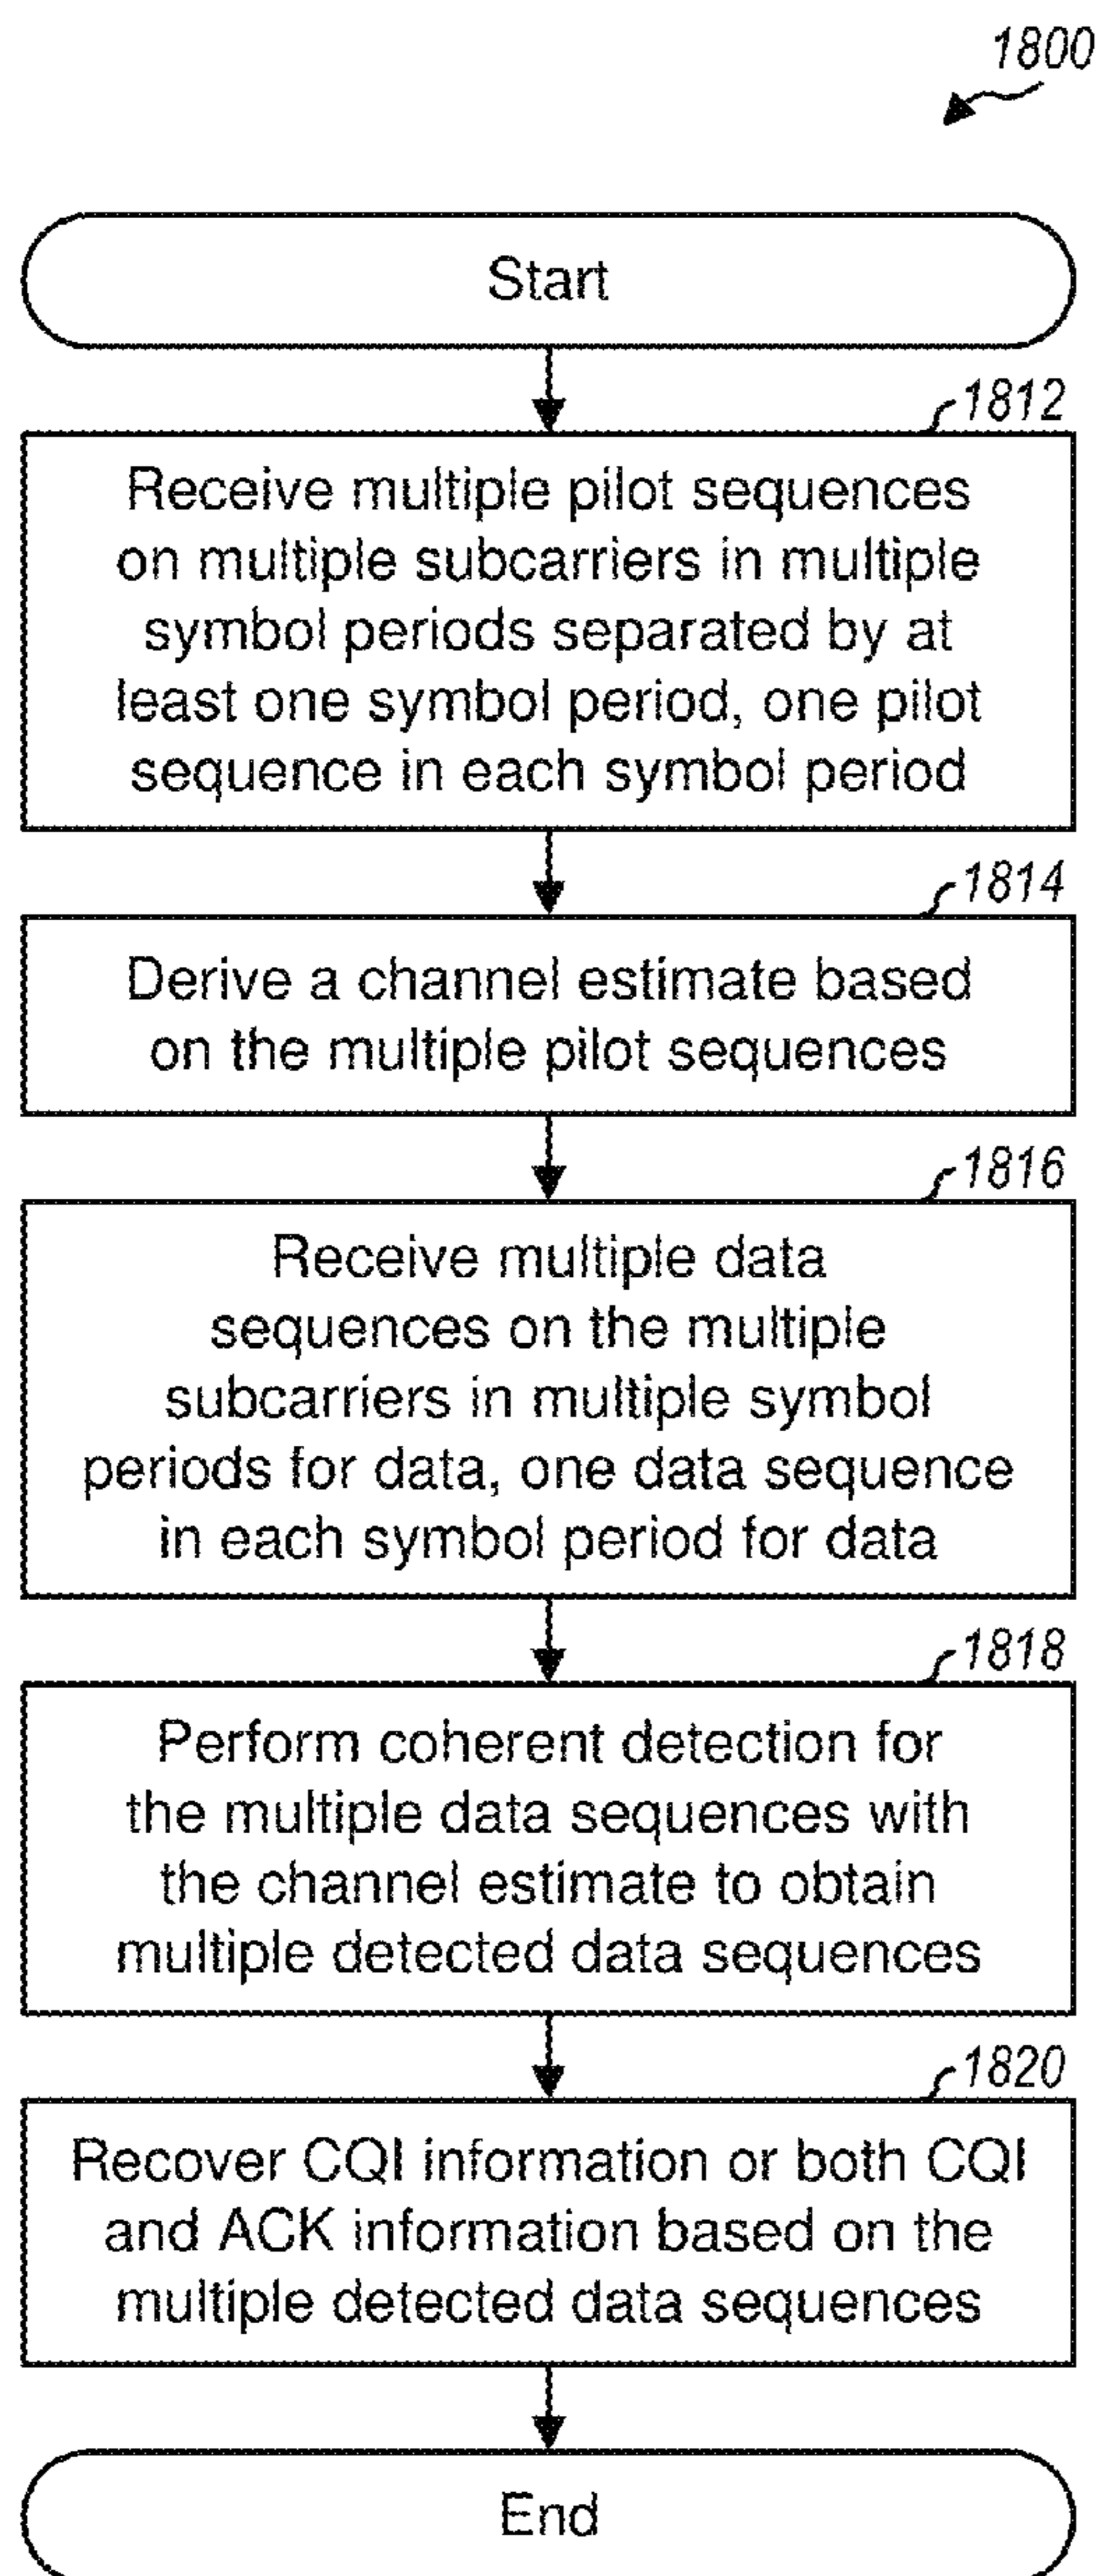 1800
Start
1812
Receive multiple pilot sequences
on multiple subcarriers in multiple
symbol periods separated by at
least one symbol period, one pilot
sequence in each symbol period
1814
Derive a channel estimate based
on the multiple pilot sequences
1816
Receive multiple data
sequences on the multiple
subcarriers in multiple symbol
periods for data, one data sequence
in each symbol period for data
1818
Perform coherent detection for
the multiple data sequences with
the channel estimate to obtain
multiple detected data sequences
1820
Recover CQI information or both CQI
and ACK information based on the
multiple detected data sequences
End